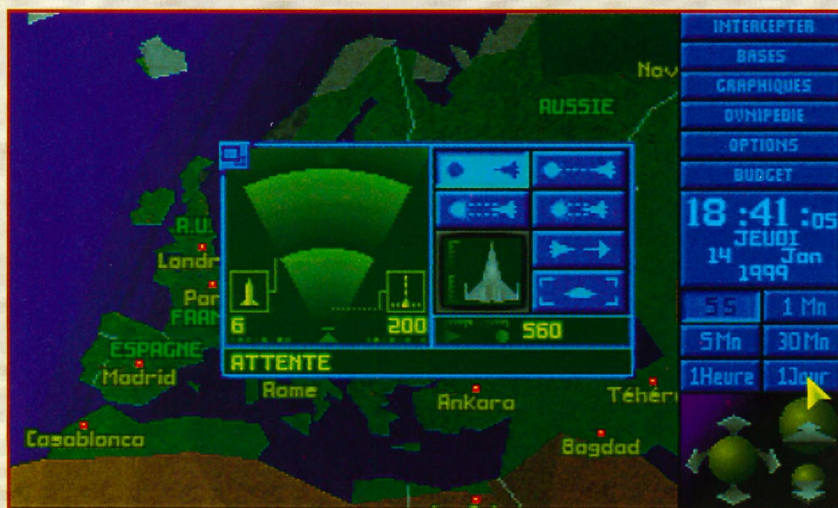 INTERCEPTER
BASES
GRAPHIQUES
OVNIPEDIE
OPTIONS
BUDGET
18:41:05
JEUDI
14 Jan
1999
5S 1 Mn
5Mn 30Mn
1Heure 1Jour
Nov
RUSSIE
R.U.
Londr
Par
FRAN
ESPAGNE
Madrid
Casablanca
Rome
Ankara
Téhér
Bagdad
6 200
560
ATTENTE